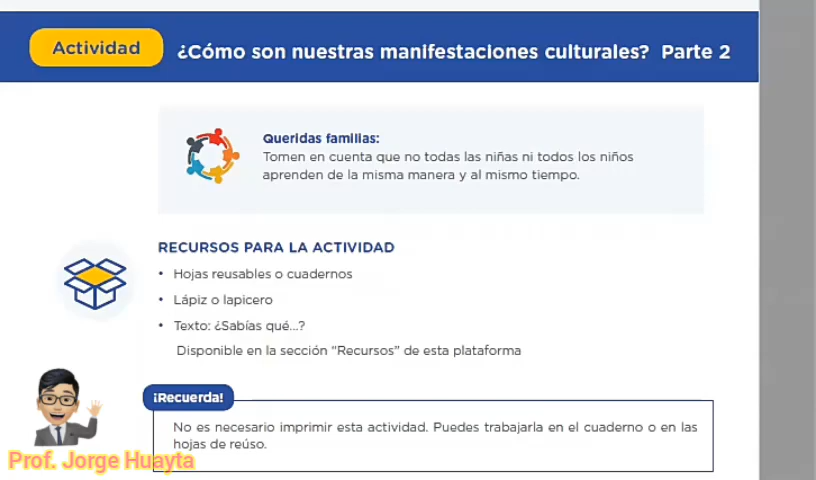 Actividad
¿Cómo son nuestras manifestaciones culturales? Parte 2
Queridas familias:
Tomen en cuenta que no todas las niñas ni todos los niños
aprenden de la misma manera y al mismo tiempo.
RECURSOS PARA LA ACTIVIDAD
• Hojas reusables o cuadernos
• Lápiz o lapicero
• Texto: ¿Sabías qué...?
Disponible en la sección “Recursos” de esta plataforma
¡Recuerda!
No es necesario imprimir esta actividad. Puedes trabajarla en el cuaderno o en las
hojas de reúso.
Prof. Jorge Huayta